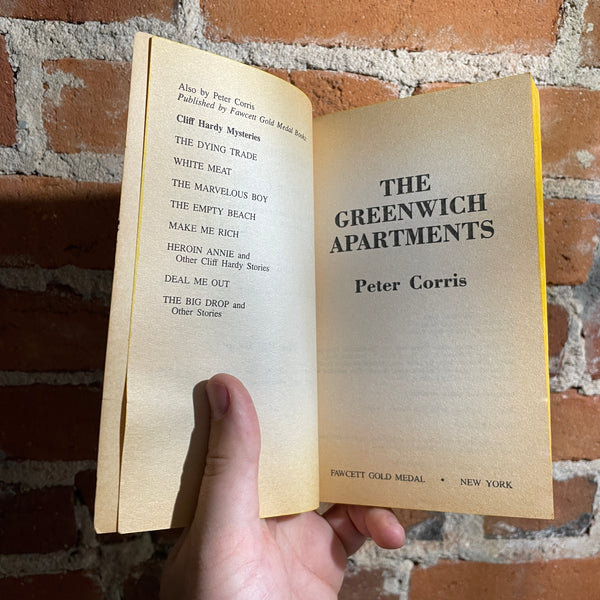 Also by Peter Corris
Published by Fawcett Gold Medal Books:
Cliff Hardy Mysteries
THE DYING TRADE
WHITE MEAT
THE MARVELOUS BOY
THE EMPTY BEACH
MAKE ME RICH
HEROIN ANNIE and
Other Cliff Hardy Stories
DEAL ME OUT
THE BIG DROP and
Other Stories
THE
GREENWICH
APARTMENTS
Peter Corris
FAWCETT GOLD MEDAL • NEW YORK